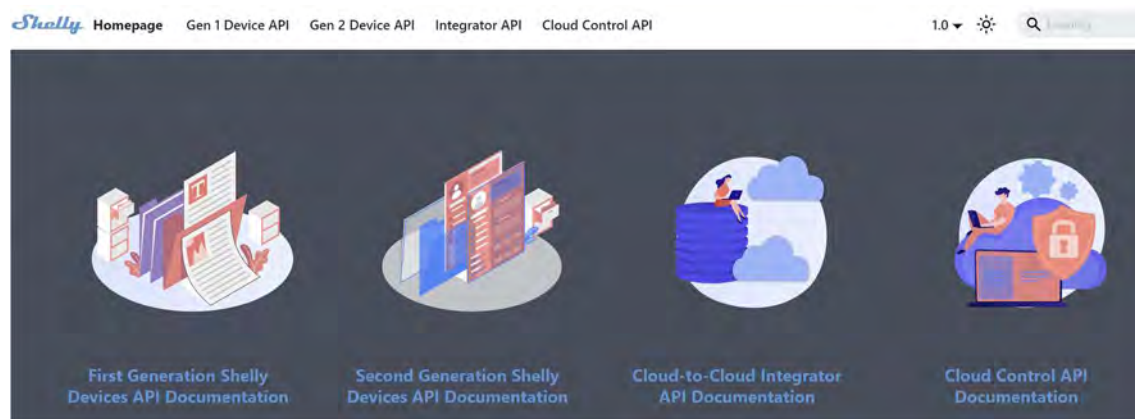 Shelly Homepage Gen 1 Device API Gen 2 Device API Integrator API Cloud Control API 1.0
T
First Generation Shelly
Devices API Documentation
Second Generation Shelly
Devices API Documentation
Cloud-to-Cloud Integrator
API Documentation
Cloud Control API
Documentation